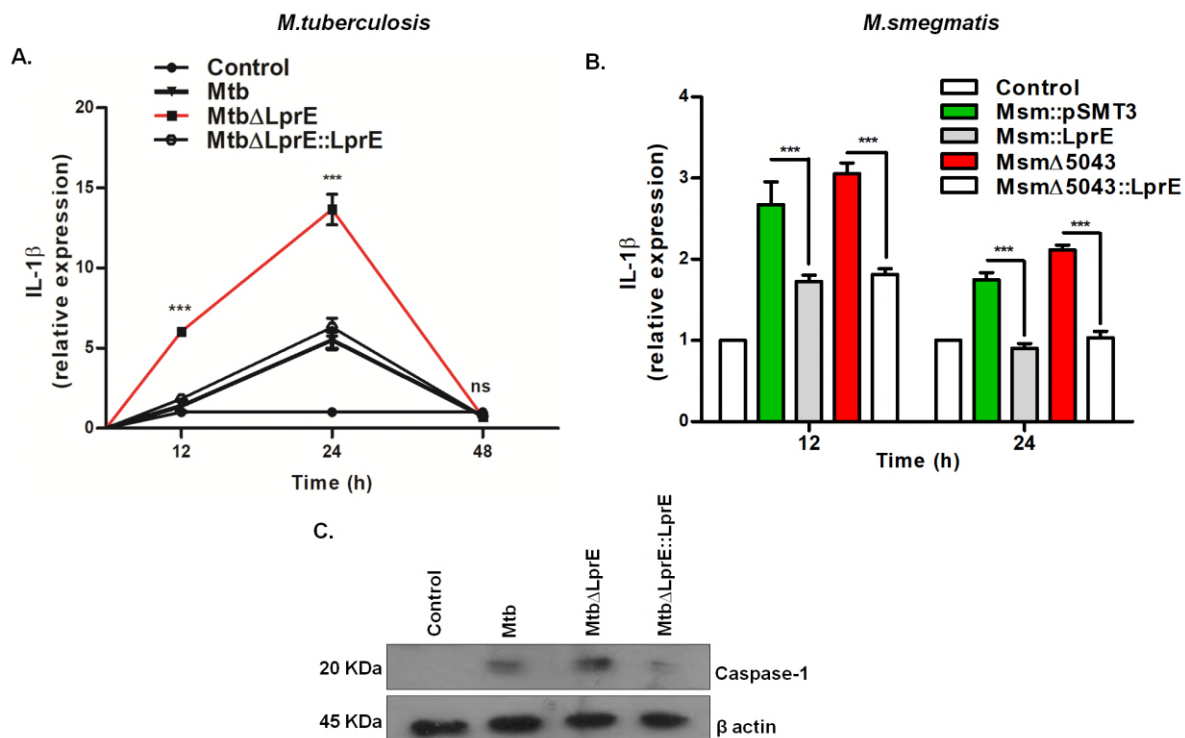 M.tuberculosis
M.smegmatis
A.
Control
Mtb
MtbΔLprE
MtbΔLprE::LprE
IL-1β
(relative expression)
20
15
10
5
0
***
***
ns
12 24 48
Time (h)
B.
Control
Msm::pSMT3
Msm::LprE
MsmΔ5043
MsmΔ5043::LprE
IL-1β
(relative expression)
4
3
2
1
0
*** ***
*** ***
12 24
Time (h)
C.
Control
Mtb
MtbΔLprE
MtbΔLprE::LprE
20 KDa Caspase-1
45 KDa β actin